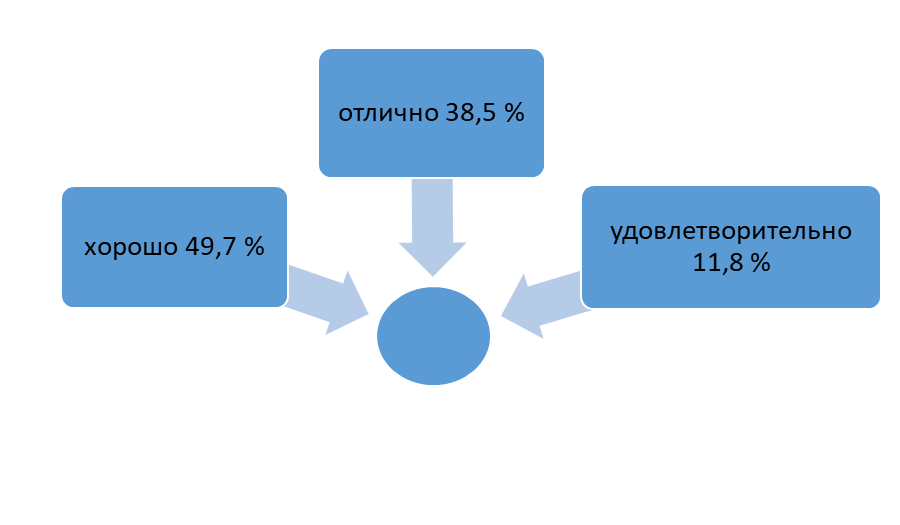 отлично 38,5 %
хорошо 49,7 %
удовлетворительно
11,8 %